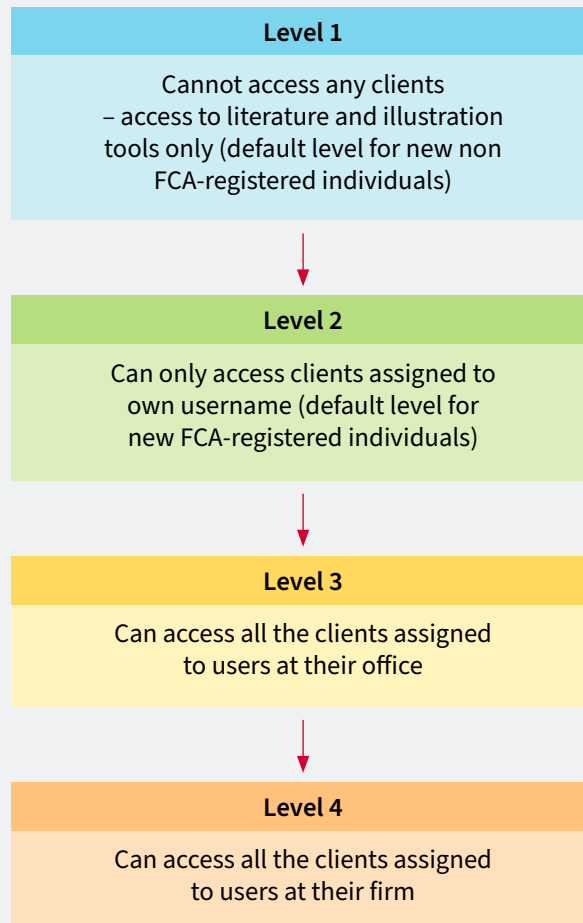 Level 1
Cannot access any clients
– access to literature and illustration
tools only (default level for new non
FCA-registered individuals)
Level 2
Can only access clients assigned to
own username (default level for
new FCA-registered individuals)
Level 3
Can access all the clients assigned
to users at their office
Level 4
Can access all the clients assigned
to users at their firm